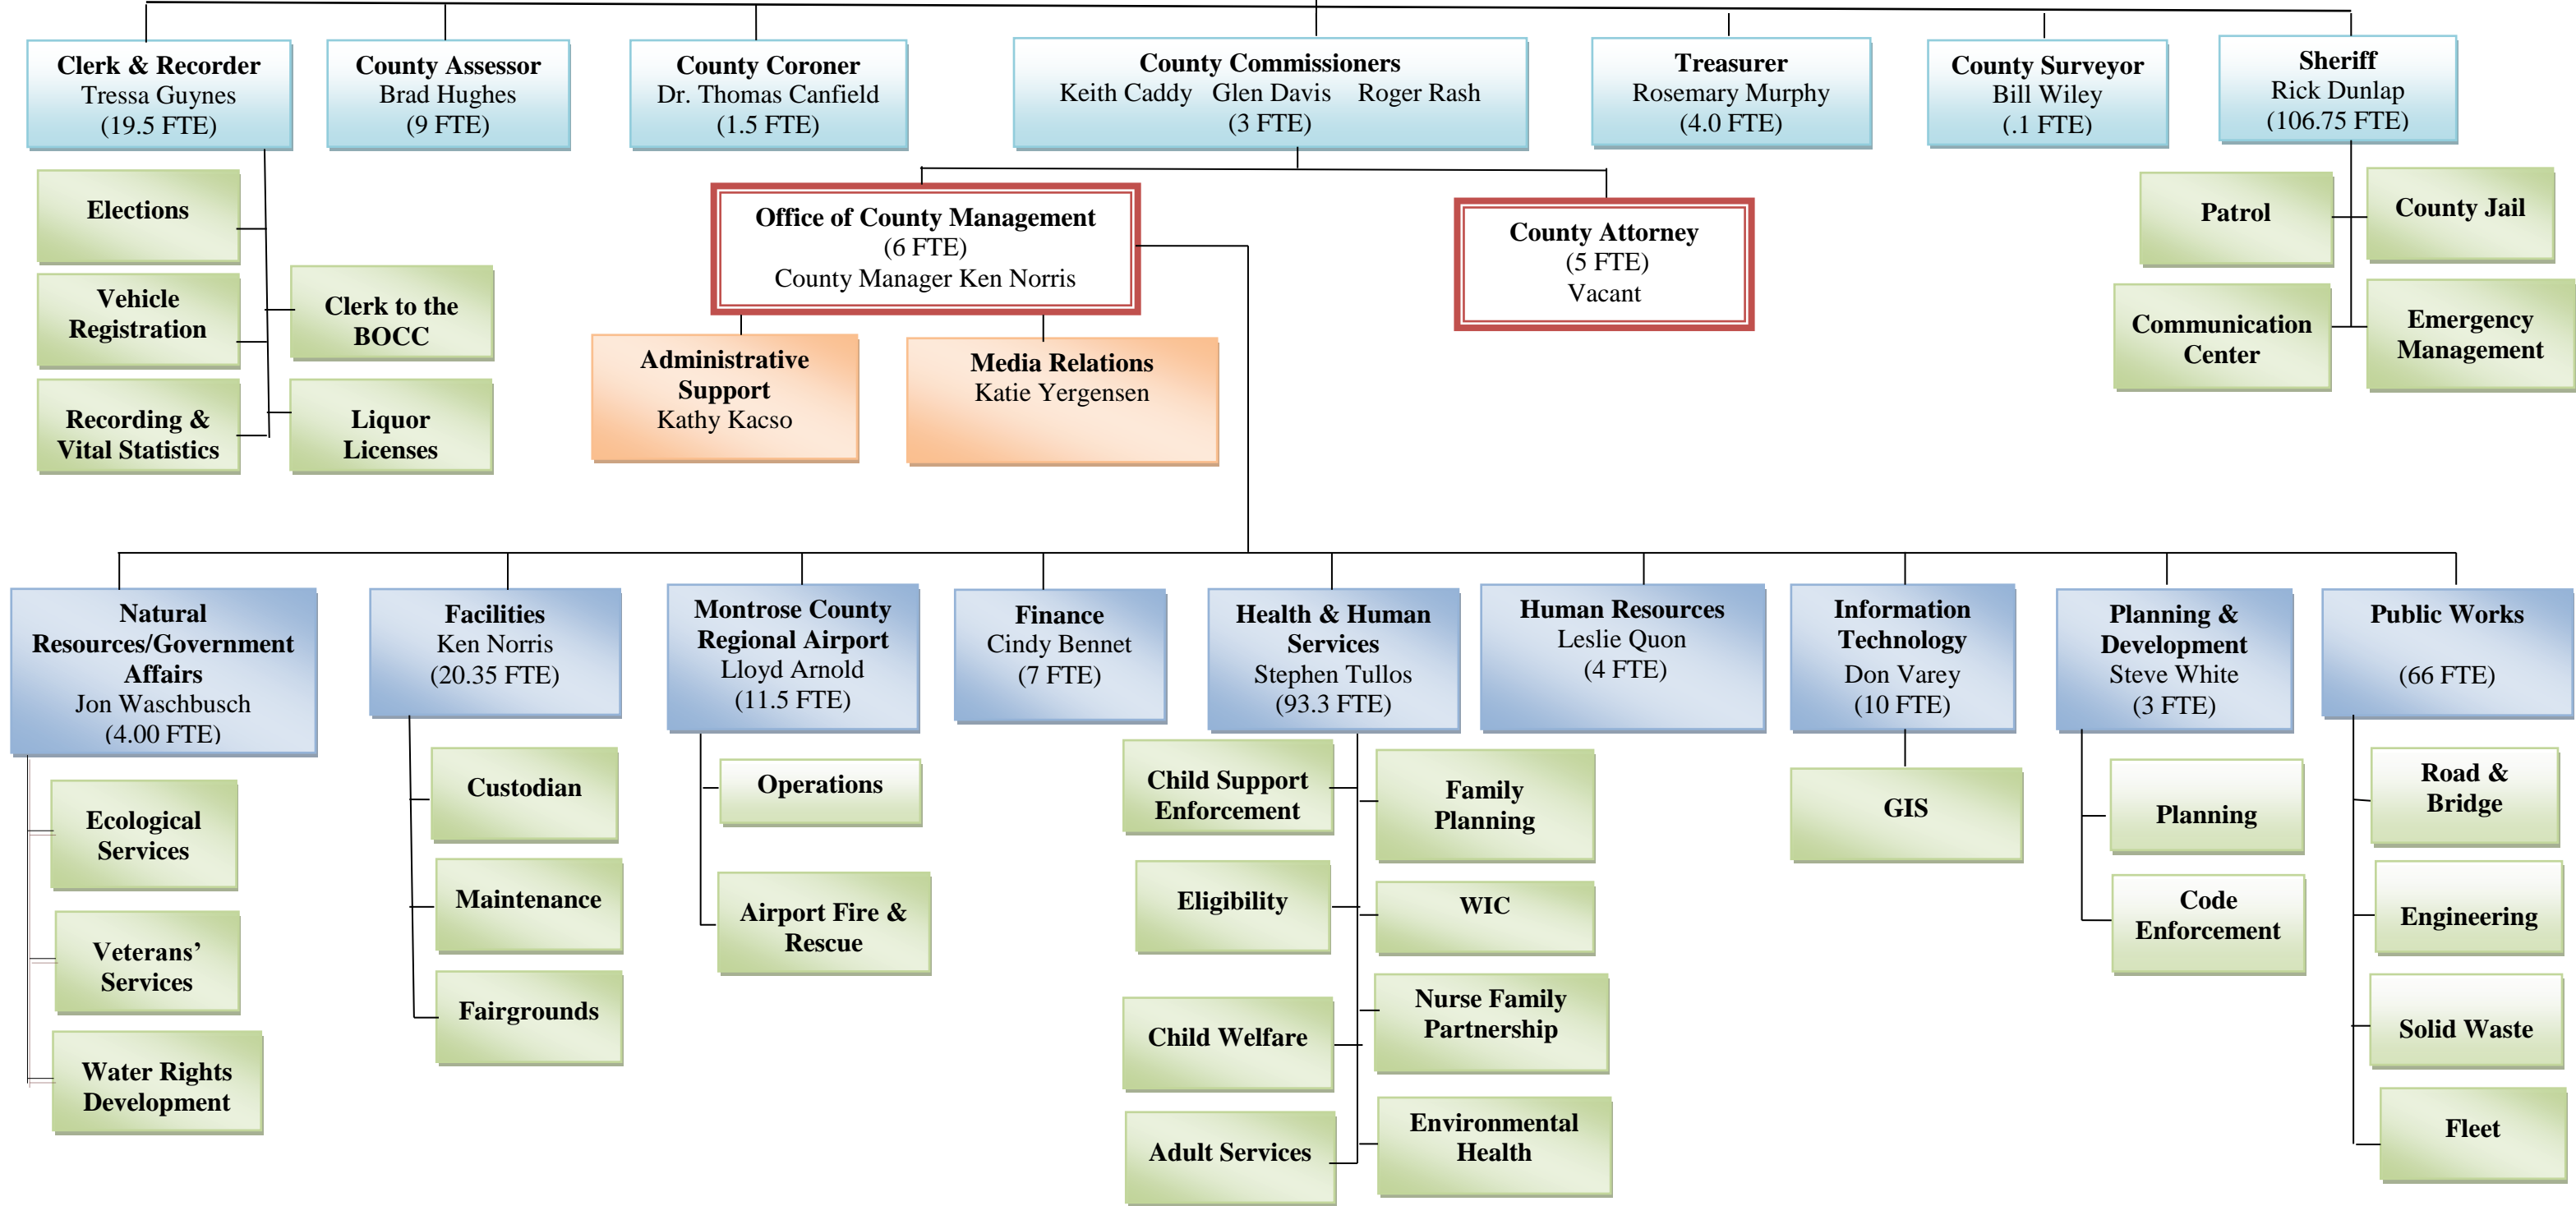 Clerk & Recorder
Tressa Guynes
(19.5 FTE)
County Assessor
Brad Hughes
(9 FTE)
County Coroner
Dr. Thomas Canfield
(1.5 FTE)
County Commissioners
Keith Caddy Glen Davis Roger Rash
(3 FTE)
Treasurer
Rosemary Murphy
(4.0 FTE)
County Surveyor
Bill Wiley
(.1 FTE)
Sheriff
Rick Dunlap
(106.75 FTE)
Elections
Vehicle
Registration
Recording &
Vital Statistics
Clerk to the
BOCC
Liquor
Licenses
Office of County Management
(6 FTE)
County Manager Ken Norris
County Attorney
(5 FTE)
Vacant
Administrative
Support
Kathy Kacso
Media Relations
Katie Yergensen
Patrol
County Jail
Communication
Center
Emergency
Management
Natural
Resources/Government
Affairs
Jon Waschbusch
(4.00 FTE)
Facilities
Ken Norris
(20.35 FTE)
Montrose County
Regional Airport
Lloyd Arnold
(11.5 FTE)
Finance
Cindy Bennet
(7 FTE)
Health & Human
Services
Stephen Tullos
(93.3 FTE)
Human Resources
Leslie Quon
(4 FTE)
Information
Technology
Don Varey
(10 FTE)
Planning &
Development
Steve White
(3 FTE)
Public Works
(66 FTE)
Ecological
Services
Veterans’
Services
Water Rights
Development
Custodian
Maintenance
Fairgrounds
Operations
Airport Fire &
Rescue
Child Support
Enforcement
Eligibility
Child Welfare
Adult Services
Family
Planning
WIC
Nurse Family
Partnership
Environmental
Health
GIS
Planning
Code
Enforcement
Road &
Bridge
Engineering
Solid Waste
Fleet